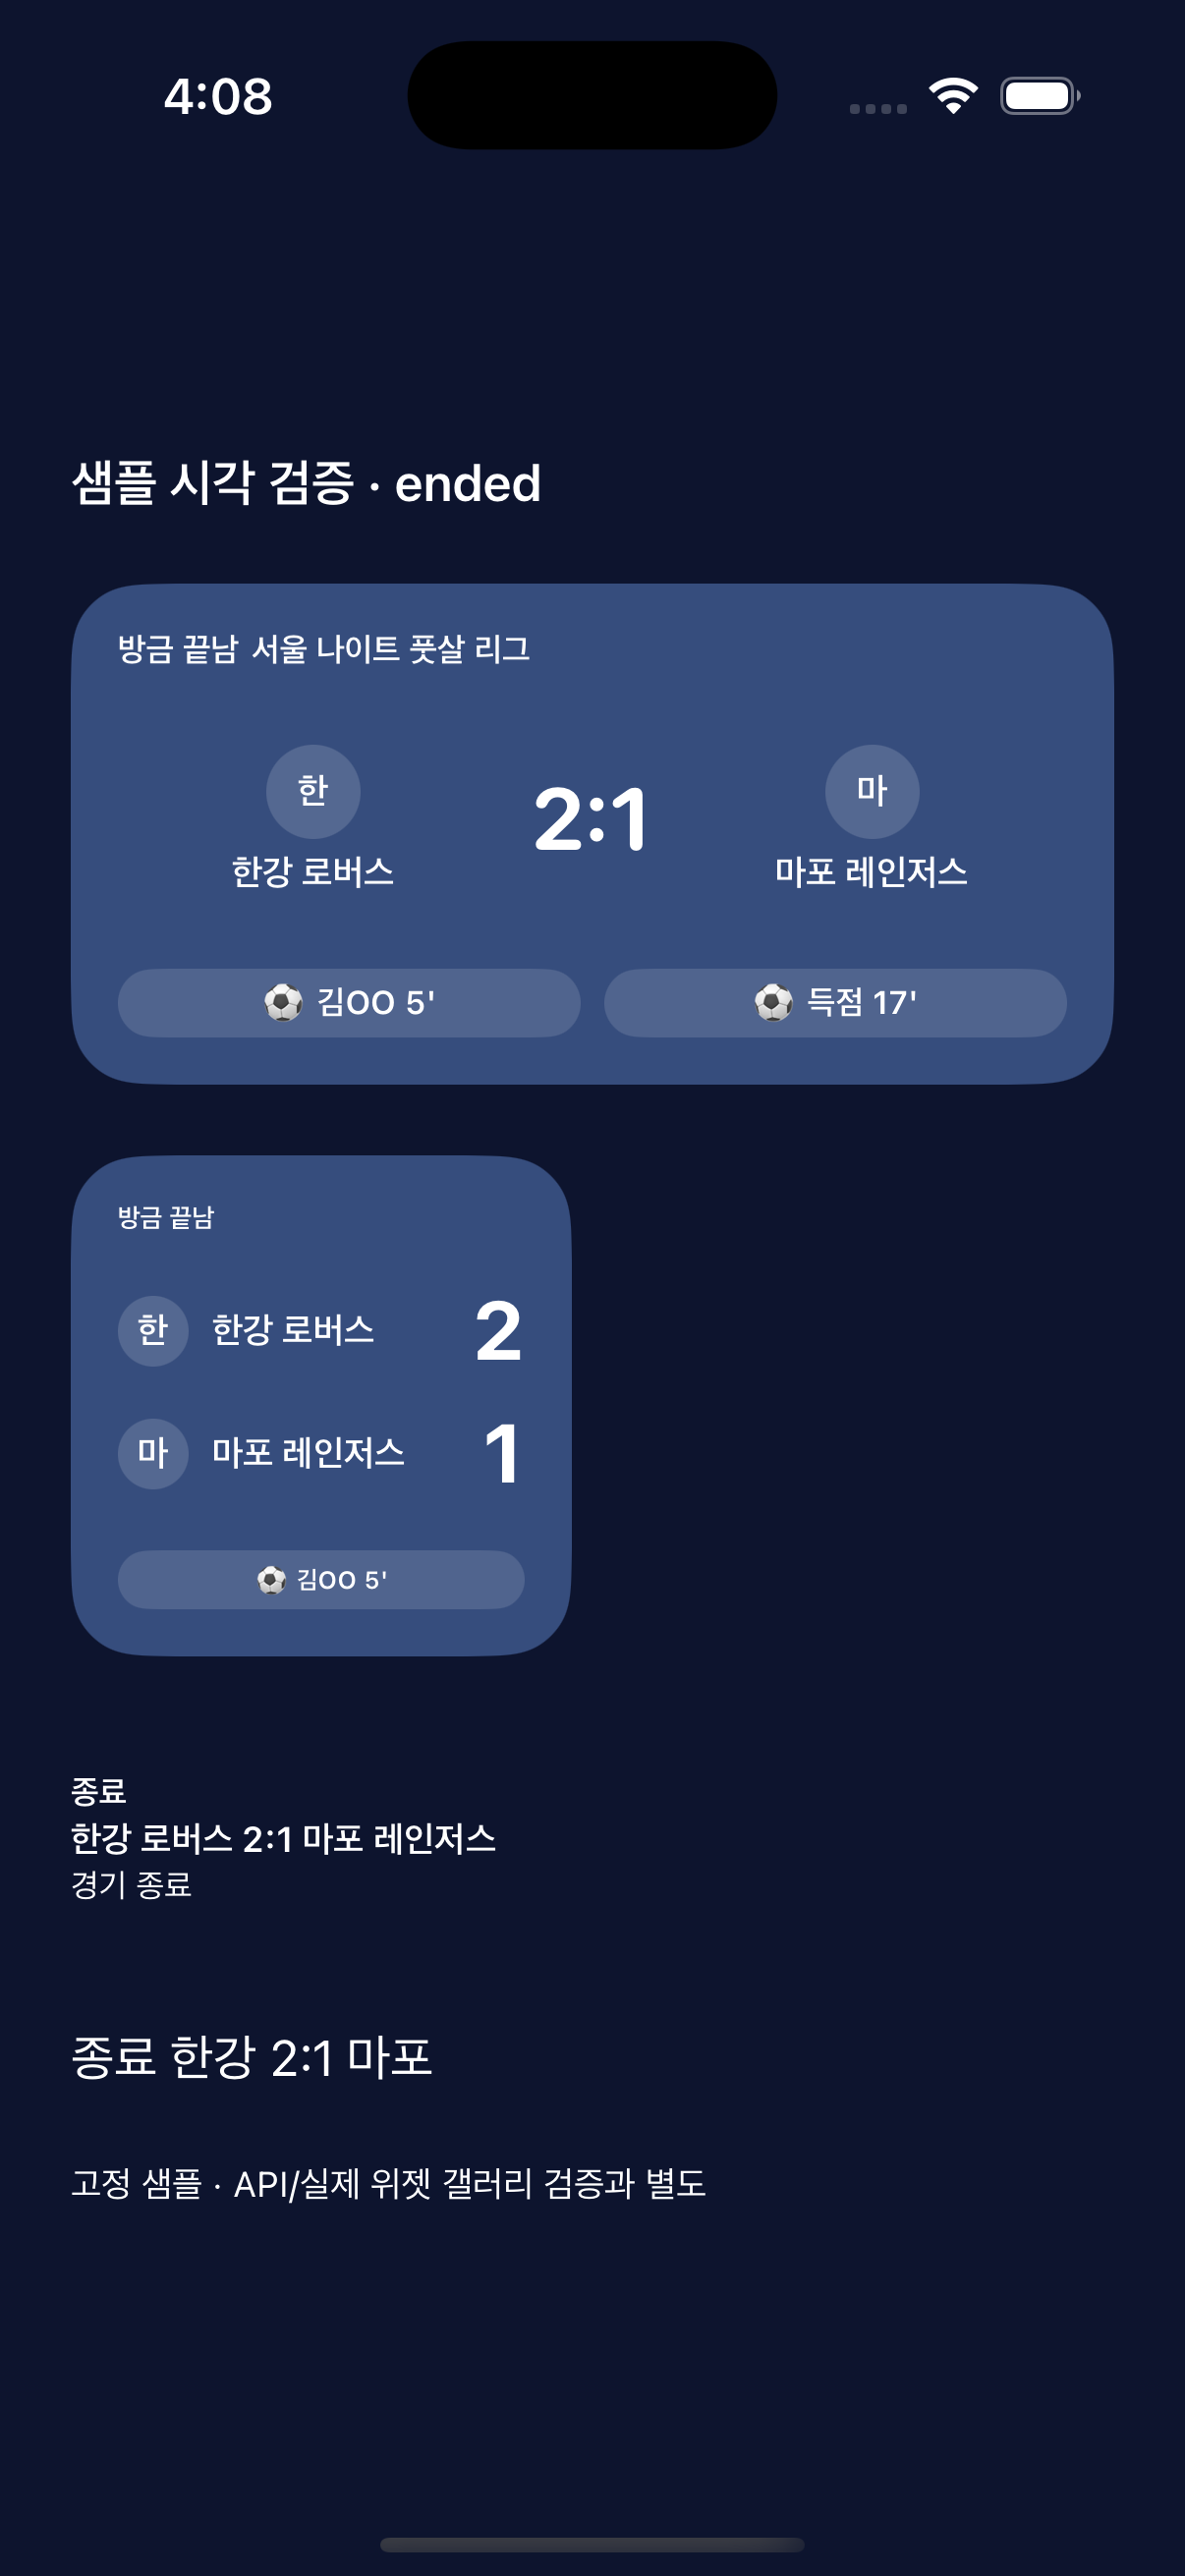 4:08
샘플 시각 검증 · ended
방금 끝남 서울 나이트 풋살 리그
한
2:1
마
한강 로버스
마포 레인저스
⚽ 김OO 5'
⚽ 득점 17'
방금 끝남
한 한강 로버스 2
마 마포 레인저스 1
⚽ 김OO 5'
종료
한강 로버스 2:1 마포 레인저스
경기 종료
종료 한강 2:1 마포
고정 샘플 · API/실제 위젯 갤러리 검증과 별도